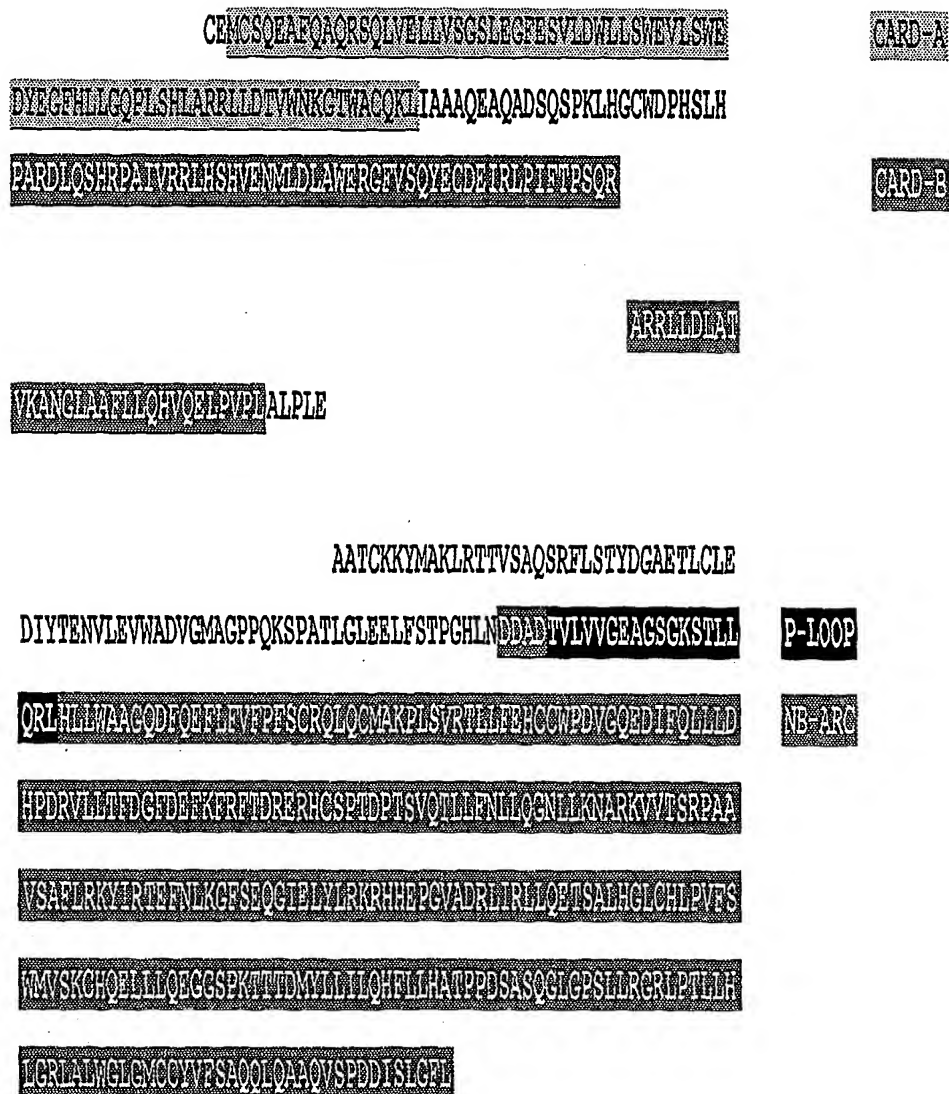 CEMCSQEAFQAQRSQLVELLVSGSLEGFESVLDWLLSWEVLSWE CARD-A
DYEGFHLLGQPLSHLARRLLDTVWNKGTWACQKLIAAAQEAQADSQSPKLHGCWDPHSLH
PARDLQSHRPAIVRRLHSHVENMLDLAWERGFVSQYECDEIRLPIFTPSQR CARD-B
ARRLLDLAT
VKANGLAAFLLQHVQELPVPLALPLE
AATCKKYMAKLRTTVSAQSRFLSTYDGAETLCLE
DIYTENVLEVWADVGMAGPPQKSPATLGLEELFSTPGHLNDDADTVLVVGEAGSGKSTLL P-LOOP
QRLHLLWAAGQDFQEFLFVFPFSCRQLQCMAKPLSVRTLLFEHCCWPDVGQEDIFQLLLD NB-ARC
HPDRVLLTFDGFDEFKFRFTDRERHCSPTDPTSVQTLLFNLLQGNLLKNARKVVTSRPAA
VSAFLRKYIRTEFNLKGFSEQGIELYLRKRHHEPGVADRLIRLLQETSALHGLCHLPVFS
WMVSKCHQELLLQEGGSPKTTTDMYLLILQHFLLHATPPDSASQGLGPSLLRGRLPTLLH
LGRLALWGLGMCCYVFSAQQLQAAQVSPDDISLGFL